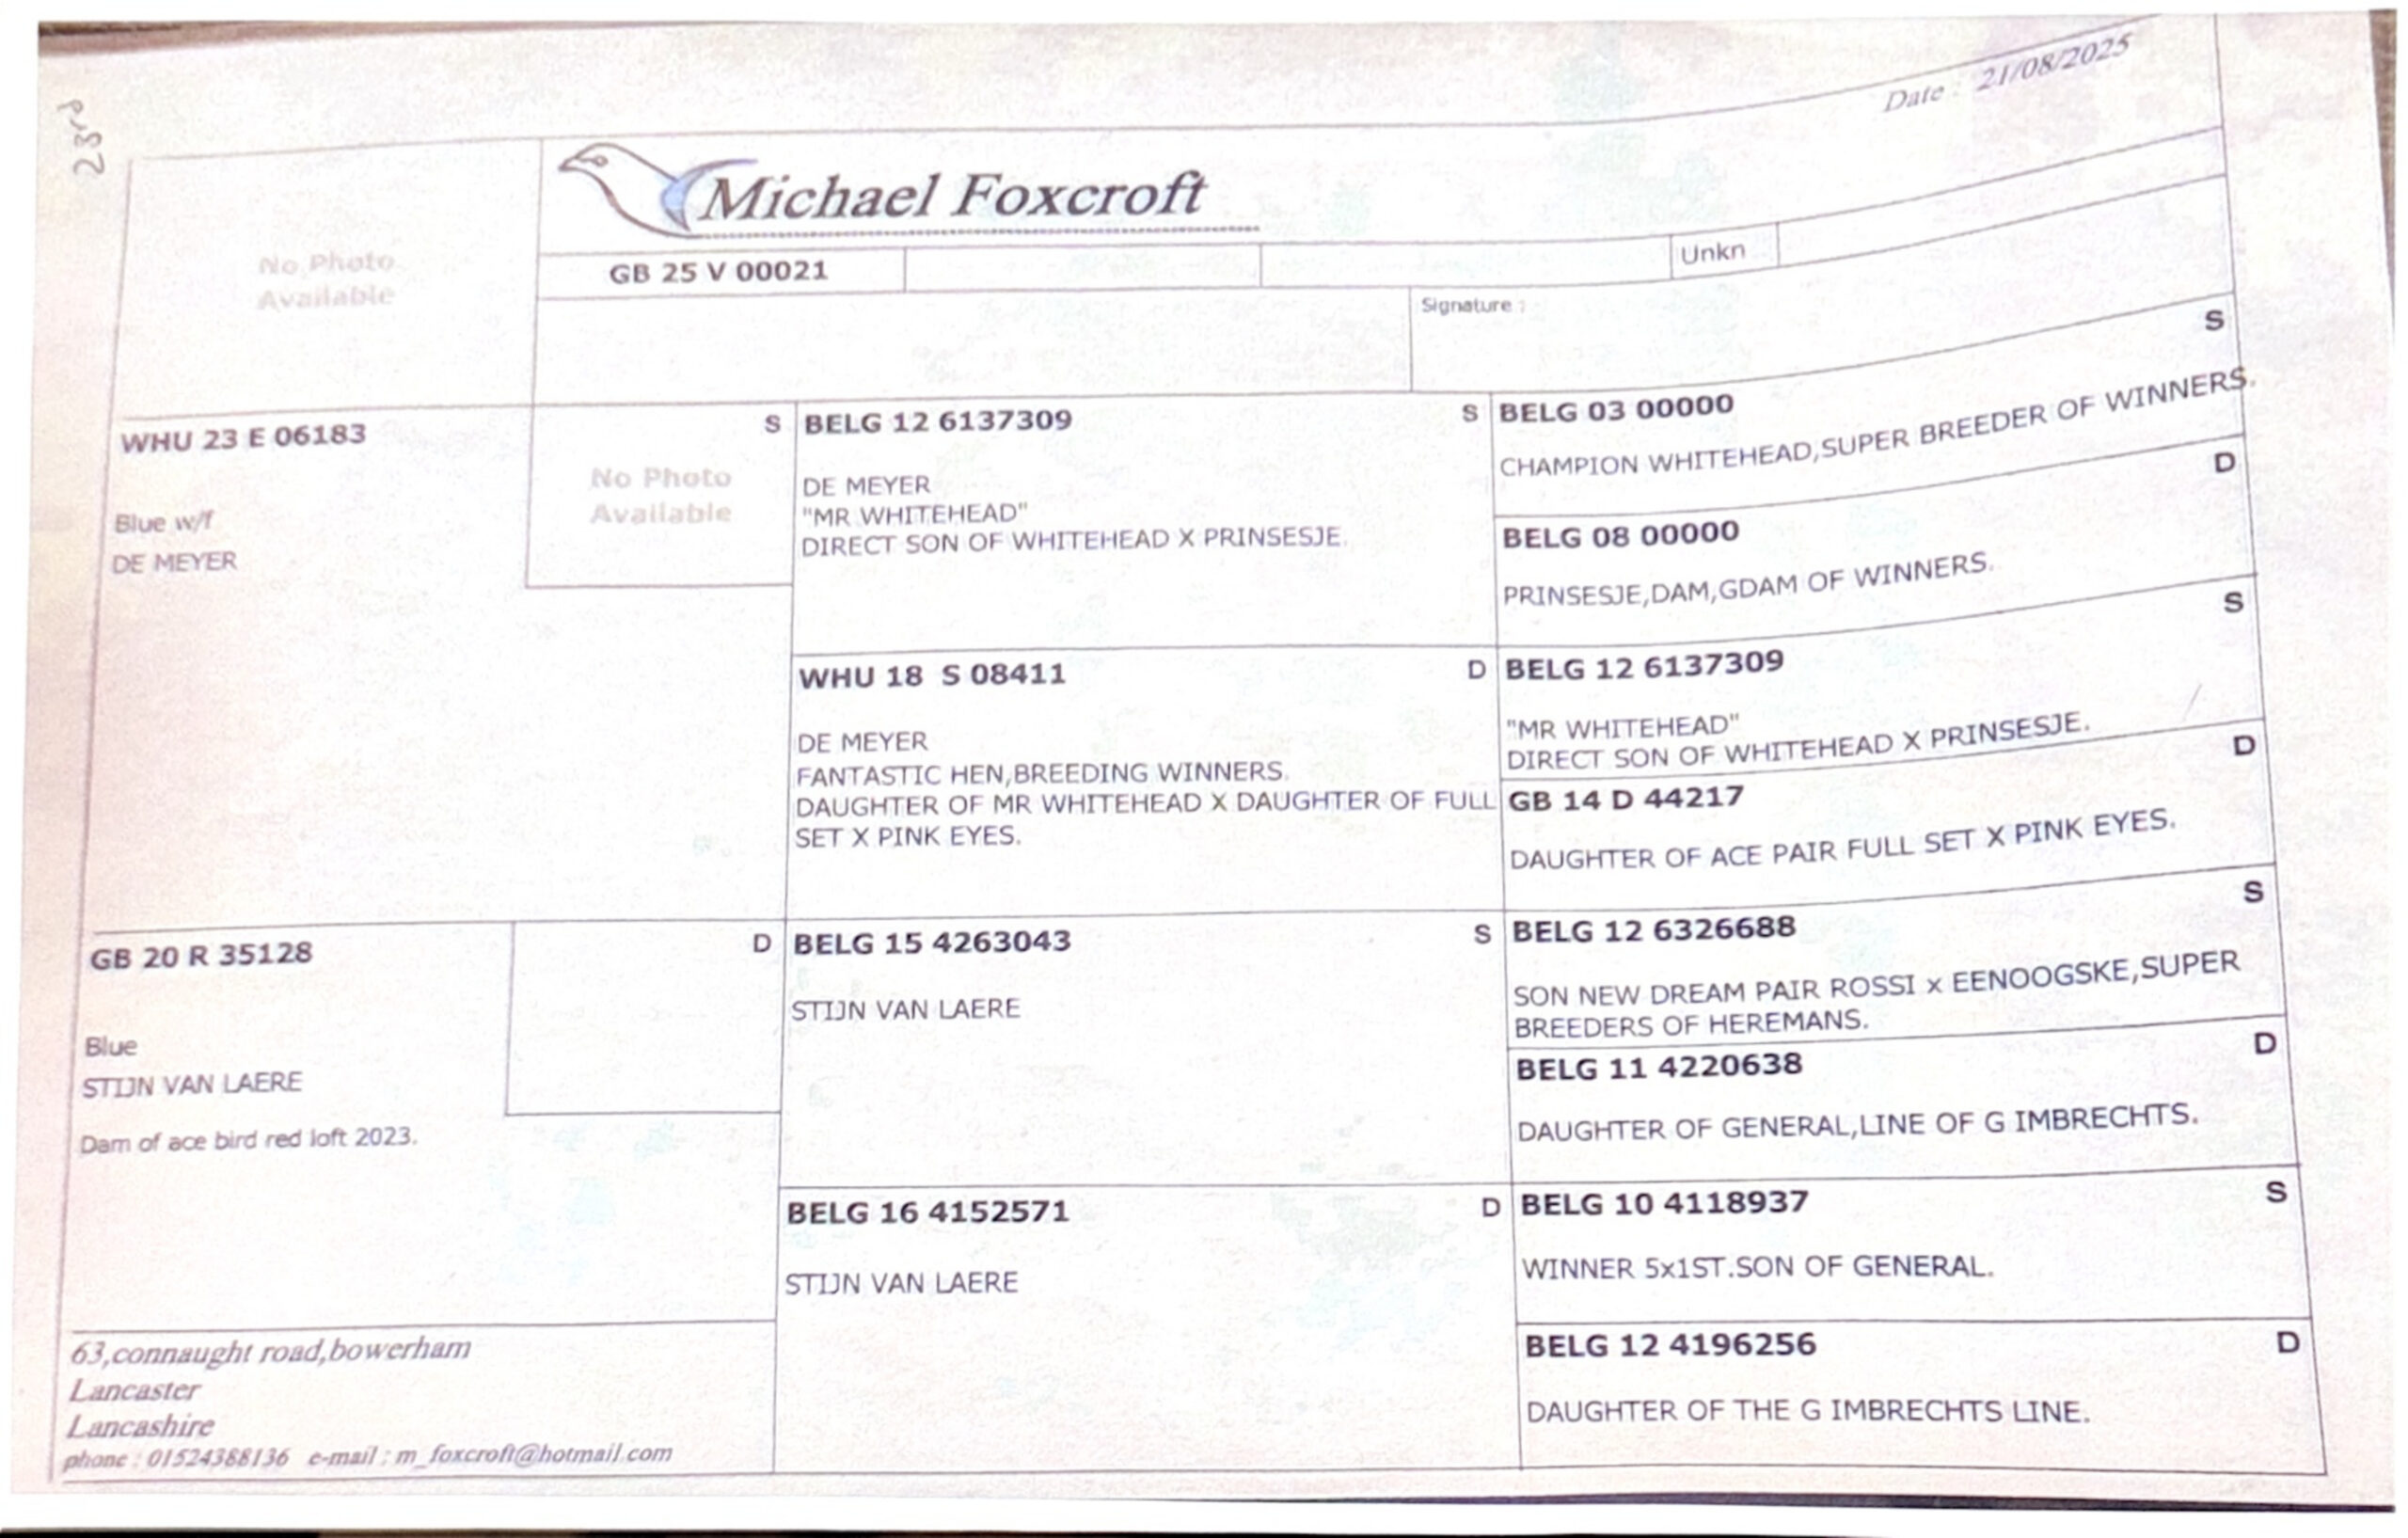 23rd
Date : 21/08/2025
No Photo
Available
Michael Foxcroft
GB 25 V 00021
Unkn
Signature :
WHU 23 E 06183
S
Blue w/f
DE MEYER
No Photo
Available
BELG 12 6137309
S
DE MEYER
"MR WHITEHEAD"
DIRECT SON OF WHITEHEAD X PRINSESJE.
BELG 03 00000
S
CHAMPION WHITEHEAD,SUPER BREEDER OF WINNERS.
BELG 08 00000
D
PRINSESJE,DAM,GDAM OF WINNERS.
WHU 18 S 08411
D
DE MEYER
FANTASTIC HEN,BREEDING WINNERS.
DAUGHTER OF MR WHITEHEAD X DAUGHTER OF FULL
SET X PINK EYES.
BELG 12 6137309
S
"MR WHITEHEAD"
DIRECT SON OF WHITEHEAD X PRINSESJE.
GB 14 D 44217
D
DAUGHTER OF ACE PAIR FULL SET X PINK EYES.
GB 20 R 35128
D
Blue
STIJN VAN LAERE
Dam of ace bird red loft 2023.
BELG 15 4263043
S
STIJN VAN LAERE
BELG 12 6326688
S
SON NEW DREAM PAIR ROSSI x EENOOGSKE,SUPER
BREEDERS OF HEREMANS.
BELG 11 4220638
D
DAUGHTER OF GENERAL,LINE OF G IMBRECHTS.
BELG 16 4152571
D
STIJN VAN LAERE
BELG 10 4118937
S
WINNER 5x1ST.SON OF GENERAL.
BELG 12 4196256
D
DAUGHTER OF THE G IMBRECHTS LINE.
63,connaught road,bowerham
Lancaster
Lancashire
phone : 01524388136 e-mail : m_foxcroft@hotmail.com